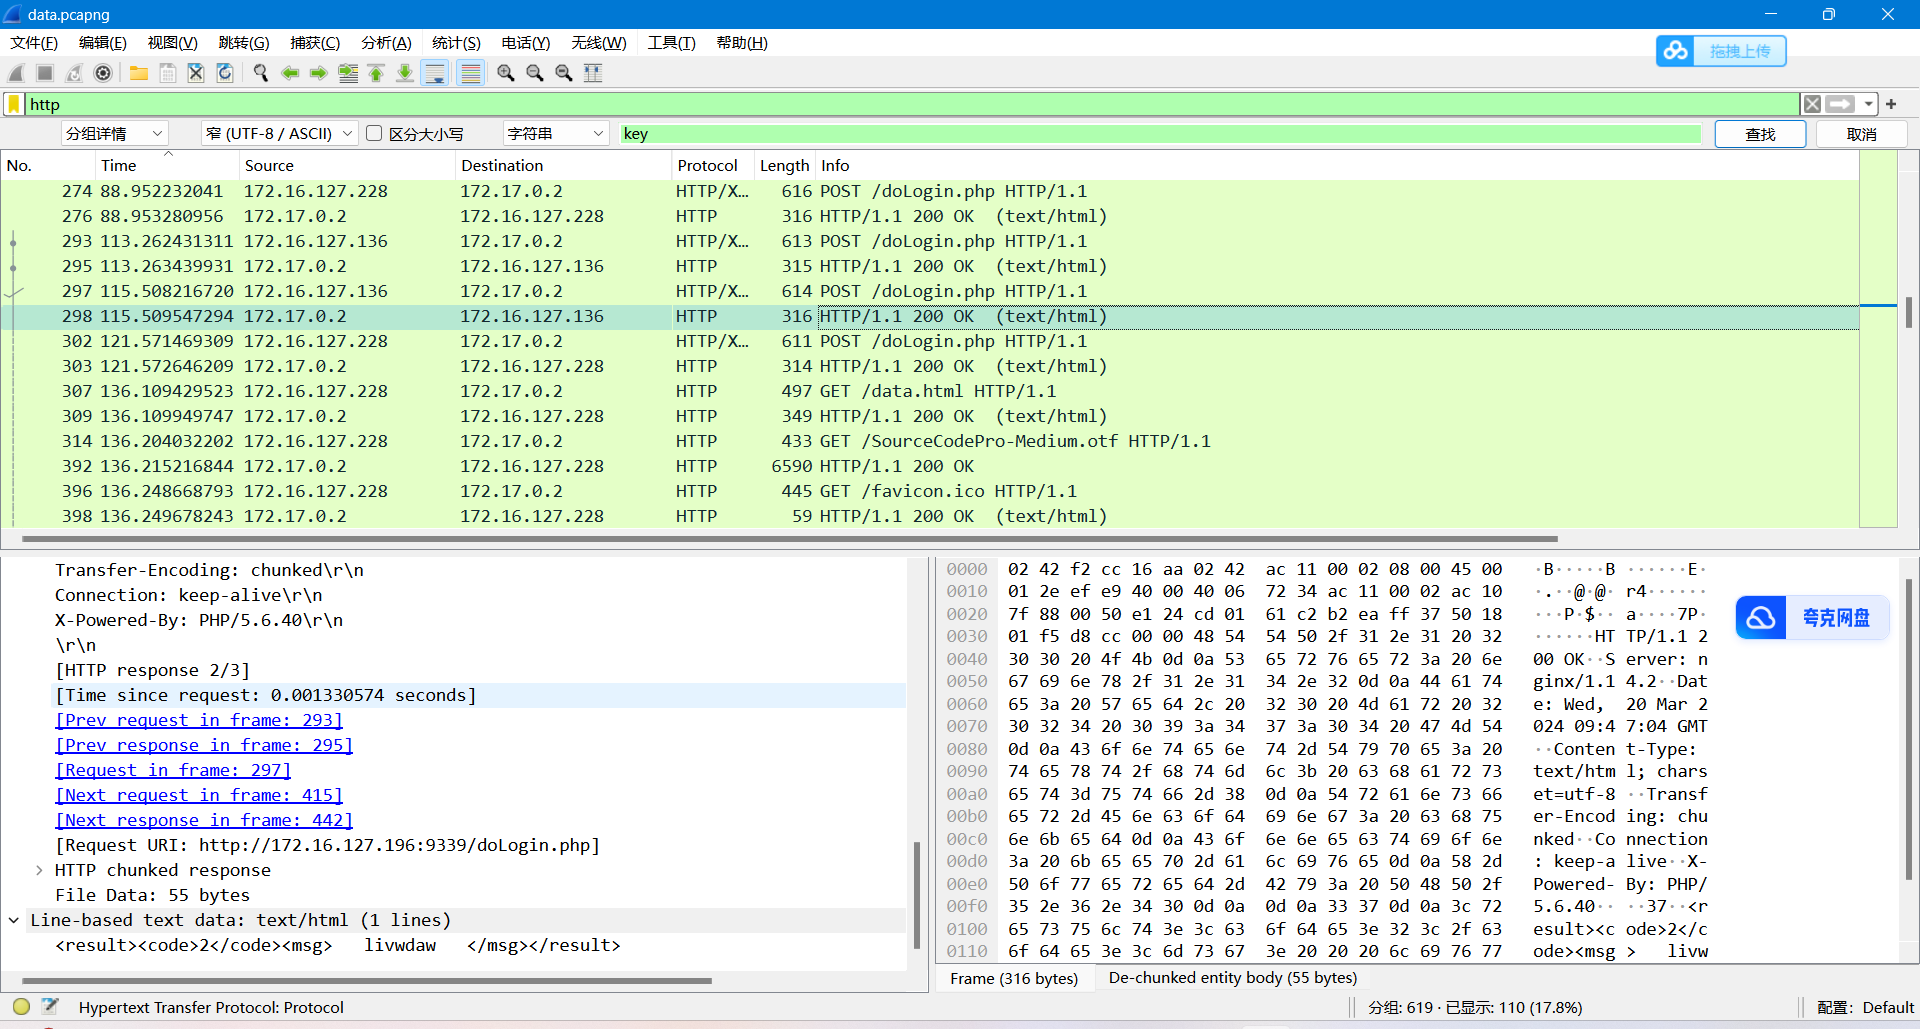 data.pcapng
文件(F) 编辑(E) 视图(V) 跳转(G) 捕获(C) 分析(A) 统计(S) 电话(Y) 无线(W) 工具(T) 帮助(H)
拖拽上传
http
分组详情 窄 (UTF-8 / ASCII) 区分大小写 字符串 key 查找 取消
No. Time Source Destination Protocol Length Info
274 88.952232041 172.16.127.228 172.17.0.2 HTTP/X… 616 POST /doLogin.php HTTP/1.1
276 88.953280956 172.17.0.2 172.16.127.228 HTTP 316 HTTP/1.1 200 OK (text/html)
293 113.262431311 172.16.127.136 172.17.0.2 HTTP/X… 613 POST /doLogin.php HTTP/1.1
295 113.263439931 172.17.0.2 172.16.127.136 HTTP 315 HTTP/1.1 200 OK (text/html)
297 115.508216720 172.16.127.136 172.17.0.2 HTTP/X… 614 POST /doLogin.php HTTP/1.1
298 115.509547294 172.17.0.2 172.16.127.136 HTTP 316 HTTP/1.1 200 OK (text/html)
302 121.571469309 172.16.127.228 172.17.0.2 HTTP/X… 611 POST /doLogin.php HTTP/1.1
303 121.572646209 172.17.0.2 172.16.127.228 HTTP 314 HTTP/1.1 200 OK (text/html)
307 136.109429523 172.16.127.228 172.17.0.2 HTTP 497 GET /data.html HTTP/1.1
309 136.109949747 172.17.0.2 172.16.127.228 HTTP 349 HTTP/1.1 200 OK (text/html)
314 136.204032202 172.16.127.228 172.17.0.2 HTTP 433 GET /SourceCodePro-Medium.otf HTTP/1.1
392 136.215216844 172.17.0.2 172.16.127.228 HTTP 6590 HTTP/1.1 200 OK
396 136.248668793 172.16.127.228 172.17.0.2 HTTP 445 GET /favicon.ico HTTP/1.1
398 136.249678243 172.17.0.2 172.16.127.228 HTTP 59 HTTP/1.1 200 OK (text/html)
Transfer-Encoding: chunked\r\n
Connection: keep-alive\r\n
X-Powered-By: PHP/5.6.40\r\n
\r\n
[HTTP response 2/3]
[Time since request: 0.001330574 seconds]
[Prev request in frame: 293]
[Prev response in frame: 295]
[Request in frame: 297]
[Next request in frame: 415]
[Next response in frame: 442]
[Request URI: http://172.16.127.196:9339/doLogin.php]
HTTP chunked response
File Data: 55 bytes
Line-based text data: text/html (1 lines)
<result><code>2</code><msg>   livwdaw   </msg></result>
0000 02 42 f2 cc 16 aa 02 42 ac 11 00 02 08 00 45 00 ·B·····B ······E·
0010 01 2e ef e9 40 00 40 06 72 34 ac 11 00 02 ac 10 ·.··@·@· r4······
0020 7f 88 00 50 e1 24 cd 01 61 c2 b2 ea ff 37 50 18 ···P·$·· a····7P·
0030 01 f5 d8 cc 00 00 48 54 54 50 2f 31 2e 31 20 32 ······HT TP/1.1 2
0040 30 30 20 4f 4b 0d 0a 53 65 72 76 65 72 3a 20 6e 00 OK··S erver: n
0050 67 69 6e 78 2f 31 2e 31 34 2e 32 0d 0a 44 61 74 ginx/1.1 4.2··Dat
0060 65 3a 20 57 65 64 2c 20 32 30 20 4d 61 72 20 32 e: Wed,  20 Mar 2
0070 30 32 34 20 30 39 3a 34 37 3a 30 34 20 47 4d 54 024 09:4 7:04 GMT
0080 0d 0a 43 6f 6e 74 65 6e 74 2d 54 79 70 65 3a 20 ··Conten t-Type:
0090 74 65 78 74 2f 68 74 6d 6c 3b 20 63 68 61 72 73 text/htm l; chars
00a0 65 74 3d 75 74 66 2d 38 0d 0a 54 72 61 6e 73 66 et=utf-8 ··Transf
00b0 65 72 2d 45 6e 63 6f 64 69 6e 67 3a 20 63 68 75 er-Encod ing: chu
00c0 6e 6b 65 64 0d 0a 43 6f 6e 6e 65 63 74 69 6f 6e nked··Co nnection
00d0 3a 20 6b 65 65 70 2d 61 6c 69 76 65 0d 0a 58 2d : keep-a live··X-
00e0 50 6f 77 65 72 65 64 2d 42 79 3a 20 50 48 50 2f Powered- By: PHP/
00f0 35 2e 36 2e 34 30 0d 0a 0d 0a 33 37 0d 0a 3c 72 5.6.40·· ··37··<r
0100 65 73 75 6c 74 3e 3c 63 6f 64 65 3e 32 3c 2f 63 esult><c ode>2</c
0110 6f 64 65 3e 3c 6d 73 67 3e 20 20 20 6c 69 76 77 ode><msg >   livw
夸克网盘
Frame (316 bytes) De-chunked entity body (55 bytes)
Hypertext Transfer Protocol: Protocol 分组: 619 · 已显示: 110 (17.8%) 配置: Default